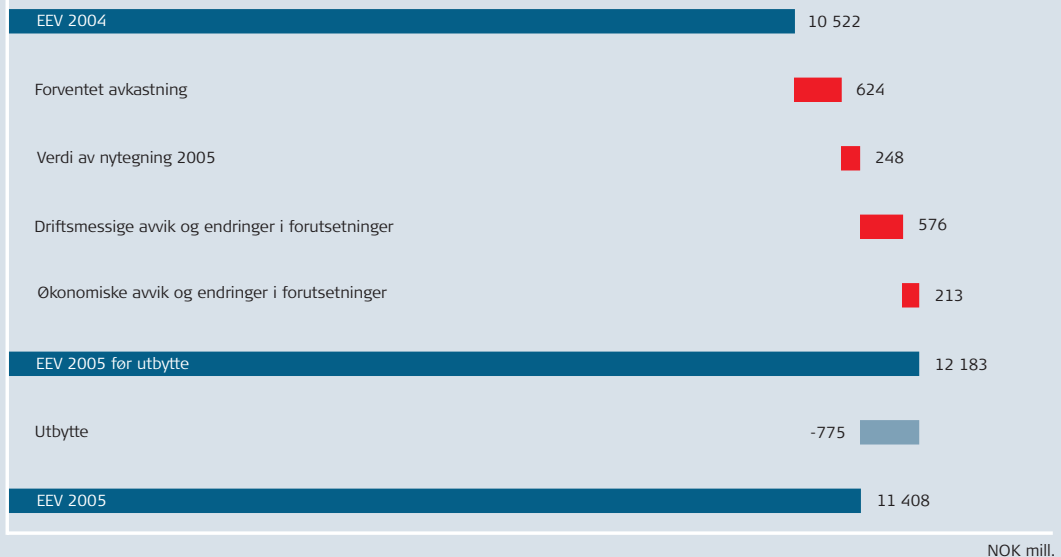 EEV 2004 10 522
Forventet avkastning 624
Verdi av nytegning 2005 248
Driftsmessige avvik og endringer i forutsetninger 576
Økonomiske avvik og endringer i forutsetninger 213
EEV 2005 før utbytte 12 183
Utbytte -775
EEV 2005 11 408
NOK mill.